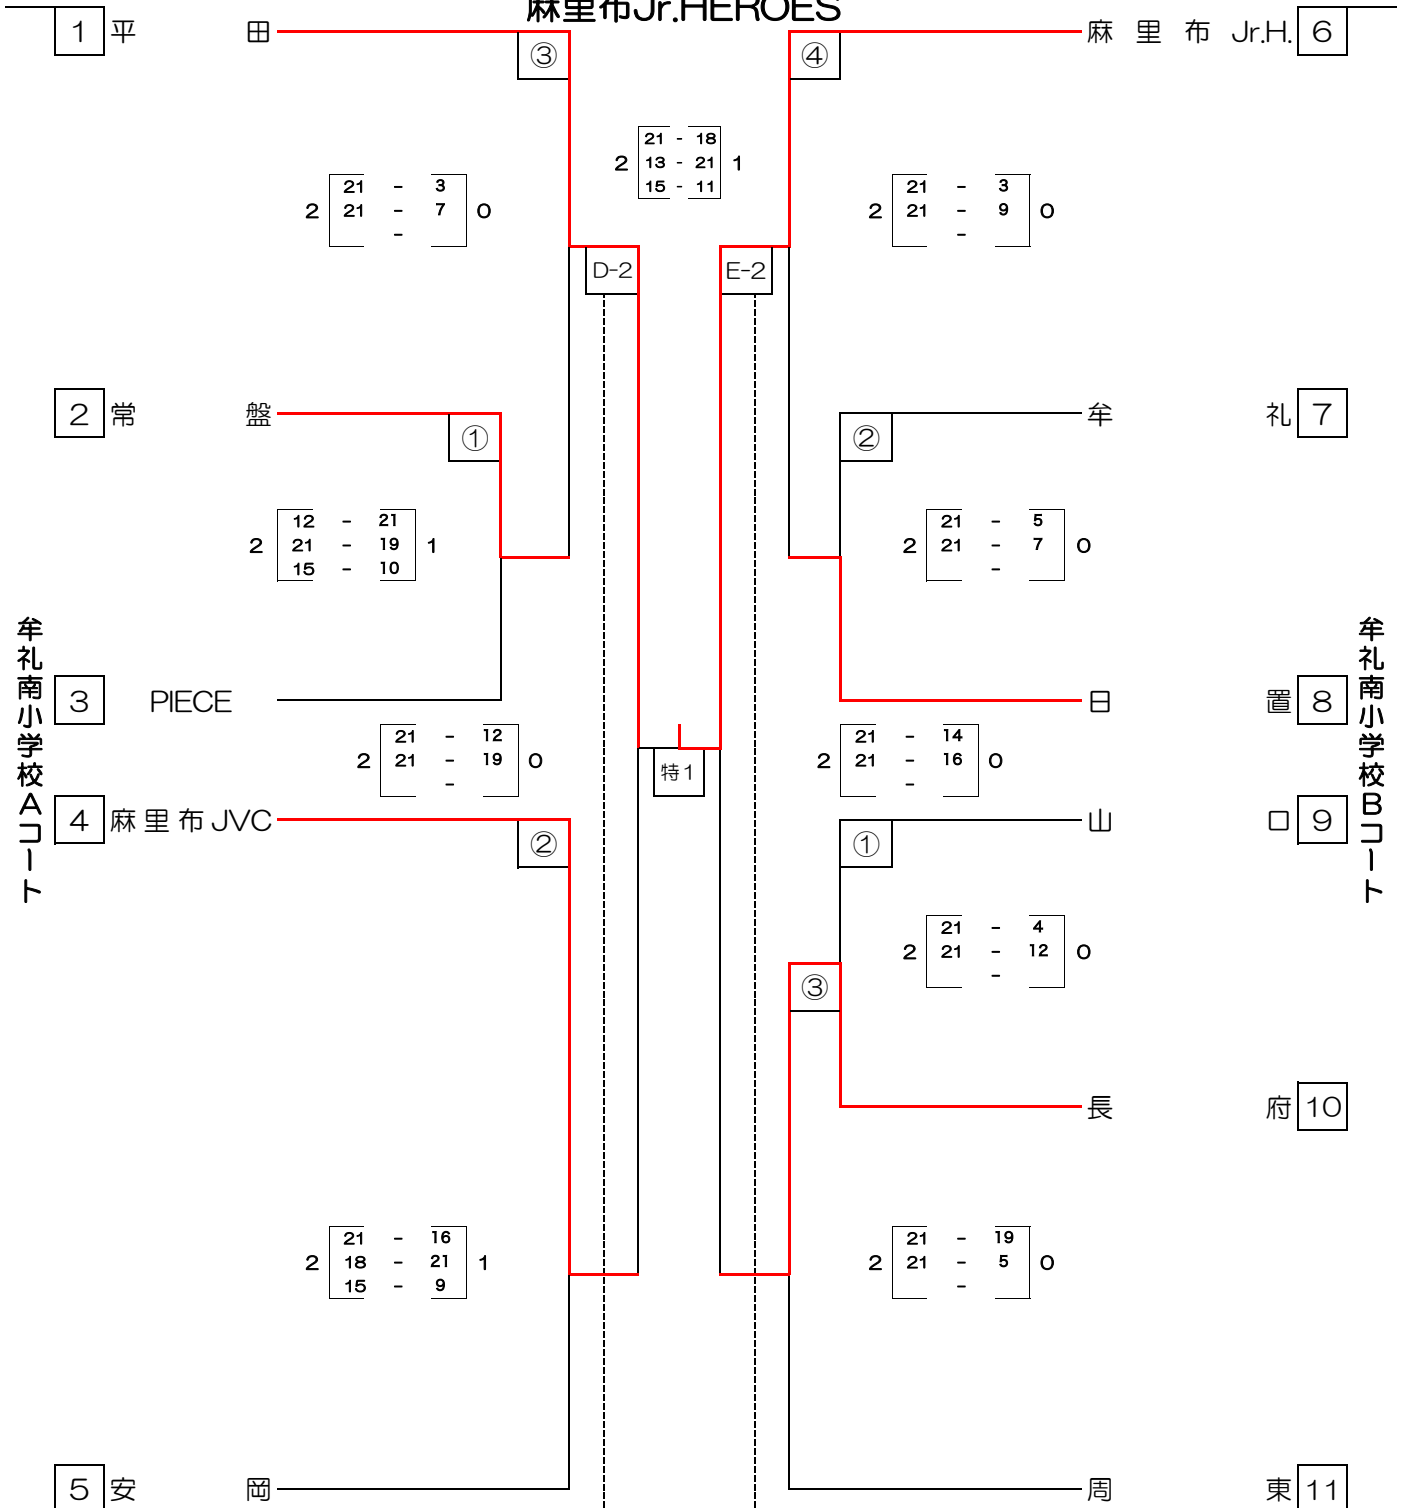 麻里布Jr.HEROES
1 平 田
③
④
麻 里 布 Jr.H. 6
21 - 18
2 13 - 21 1
15 - 11
21 - 3
2 21 - 7 0
-
21 - 3
2 21 - 9 0
-
D-2
E-2
2 常 盤
①
②
牟 礼 7
12 - 21
2 21 - 19 1
15 - 10
21 - 5
2 21 - 7 0
-
牟礼南小学校Aコート
牟礼南小学校Bコート
3 PIECE
日 置 8
21 - 12
2 21 - 19 0
-
特1
21 - 14
2 21 - 16 0
-
4 麻里布JVC
②
①
山 口 9
21 - 4
2 21 - 12 0
-
③
長 府 10
21 - 16
2 18 - 21 1
15 - 9
21 - 19
2 21 - 5 0
-
5 安 岡
周 東 11